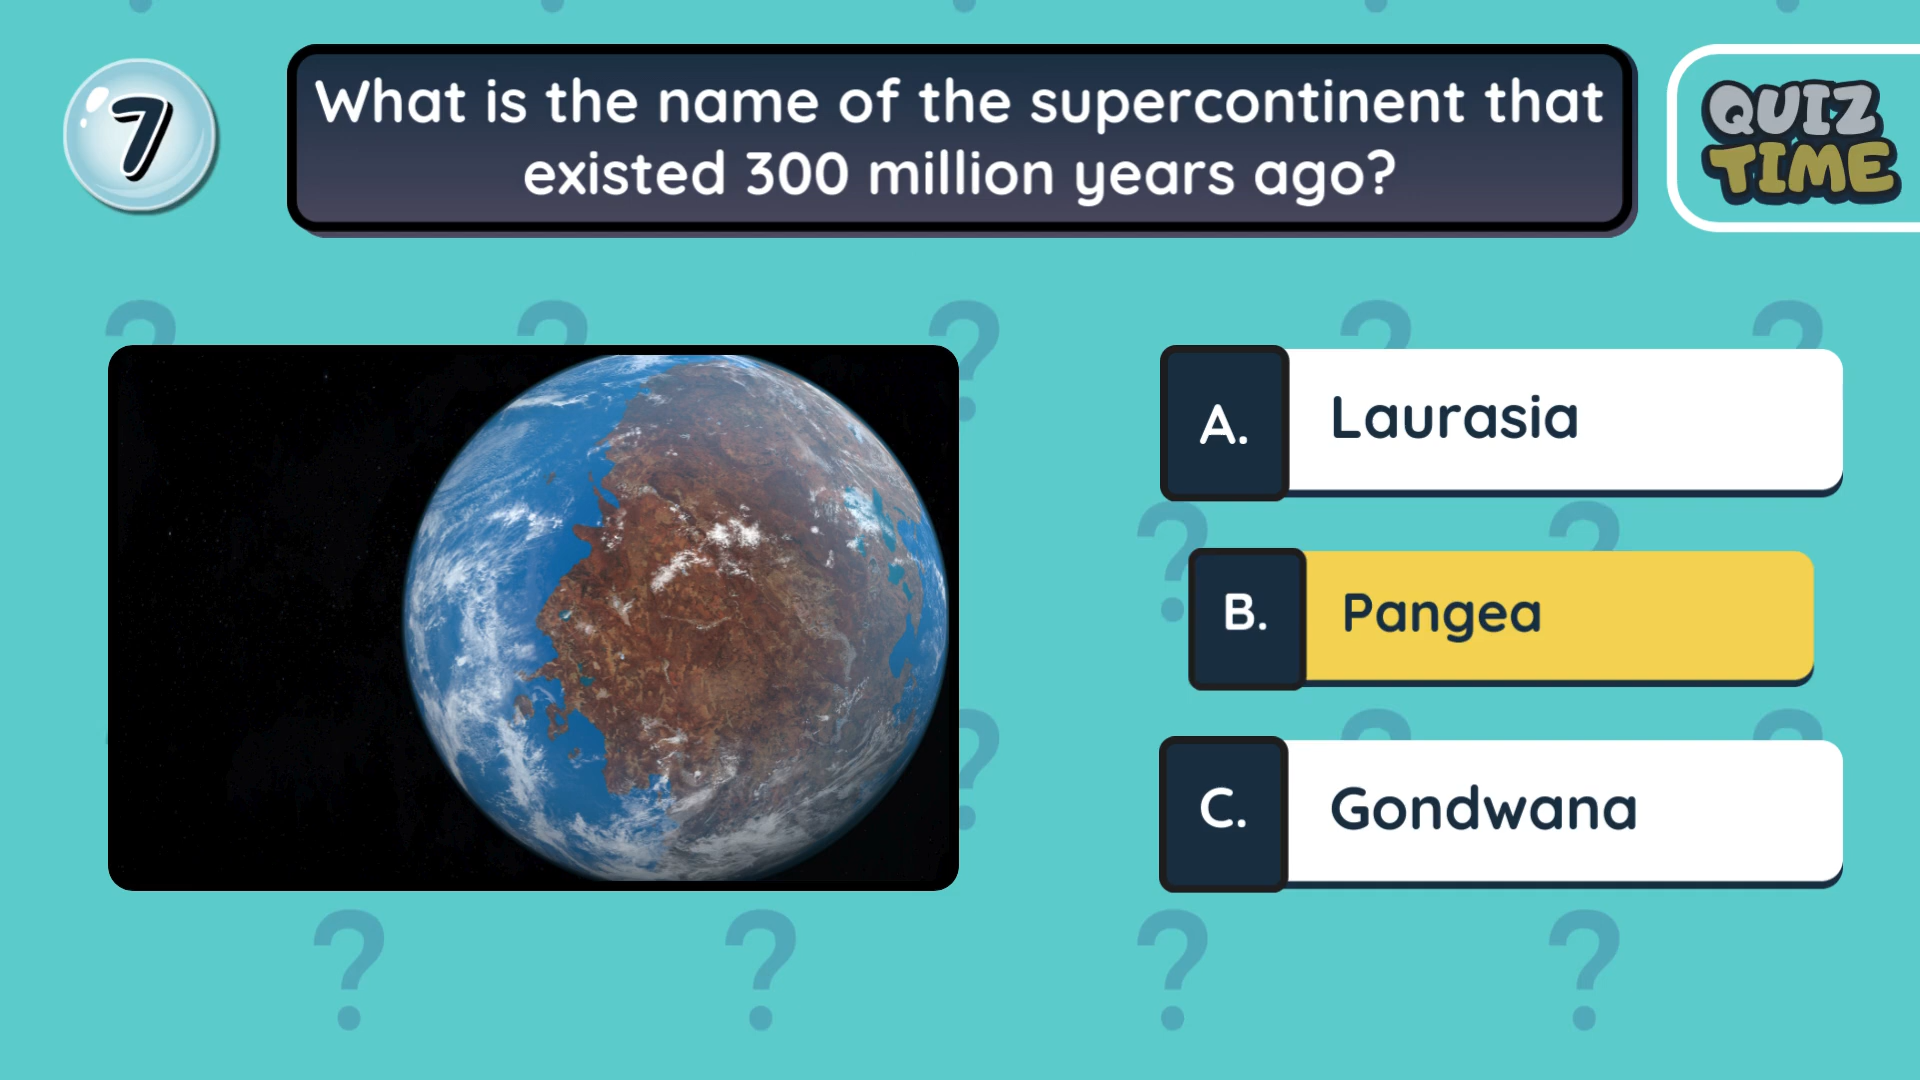 7
What is the name of the supercontinent that
existed 300 million years ago?
QUIZ
TIME
A. Laurasia
B. Pangea
C. Gondwana